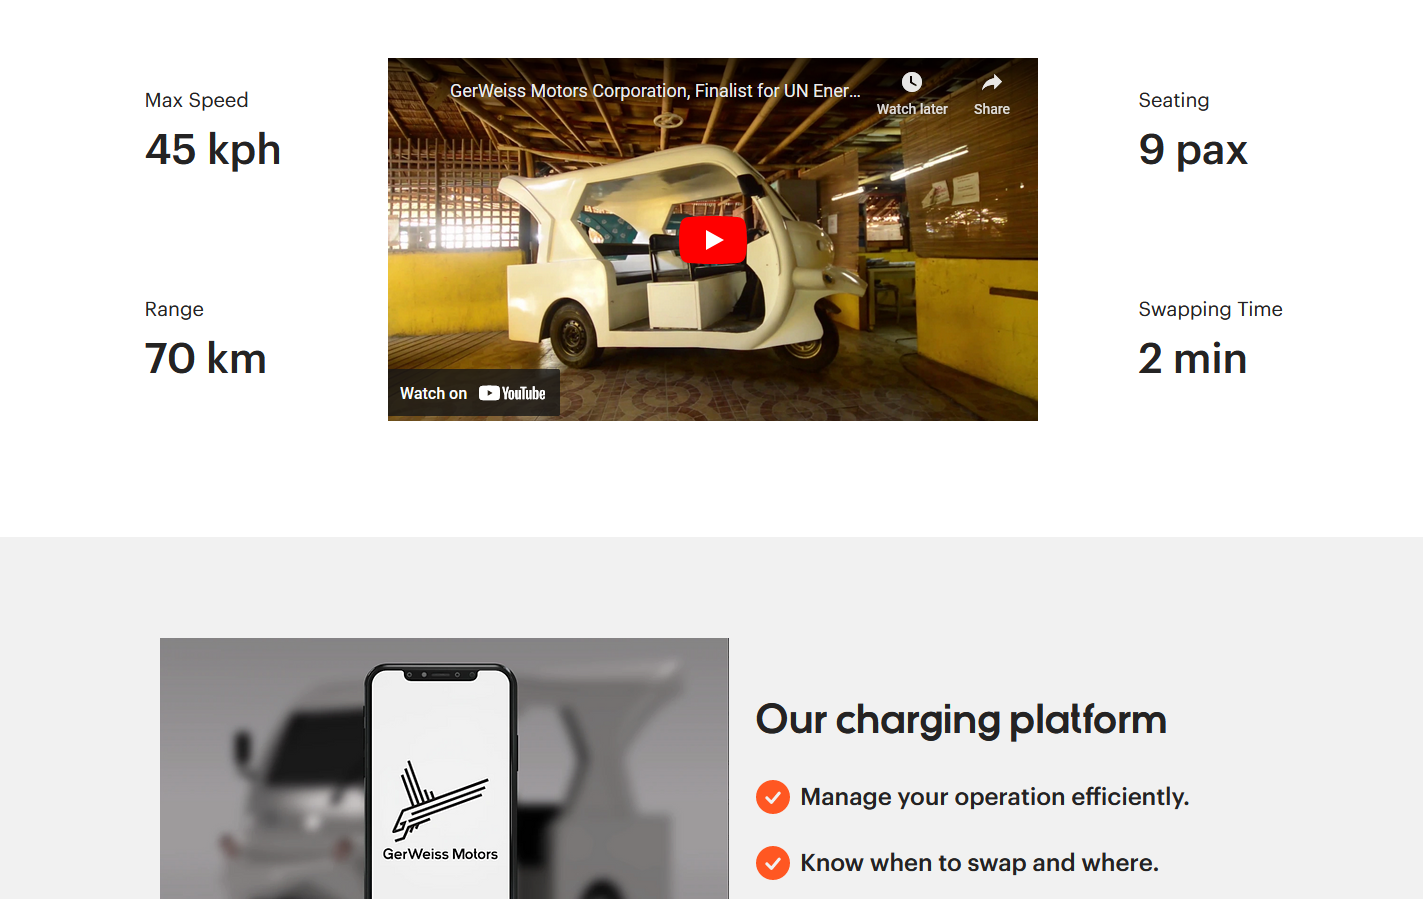 Max Speed
45 kph
Range
70 km
GerWeiss Motors Corporation, Finalist for UN Ener...
Watch later
Share
Watch on YouTube
Seating
9 pax
Swapping Time
2 min
GerWeiss Motors
Our charging platform
Manage your operation efficiently.
Know when to swap and where.